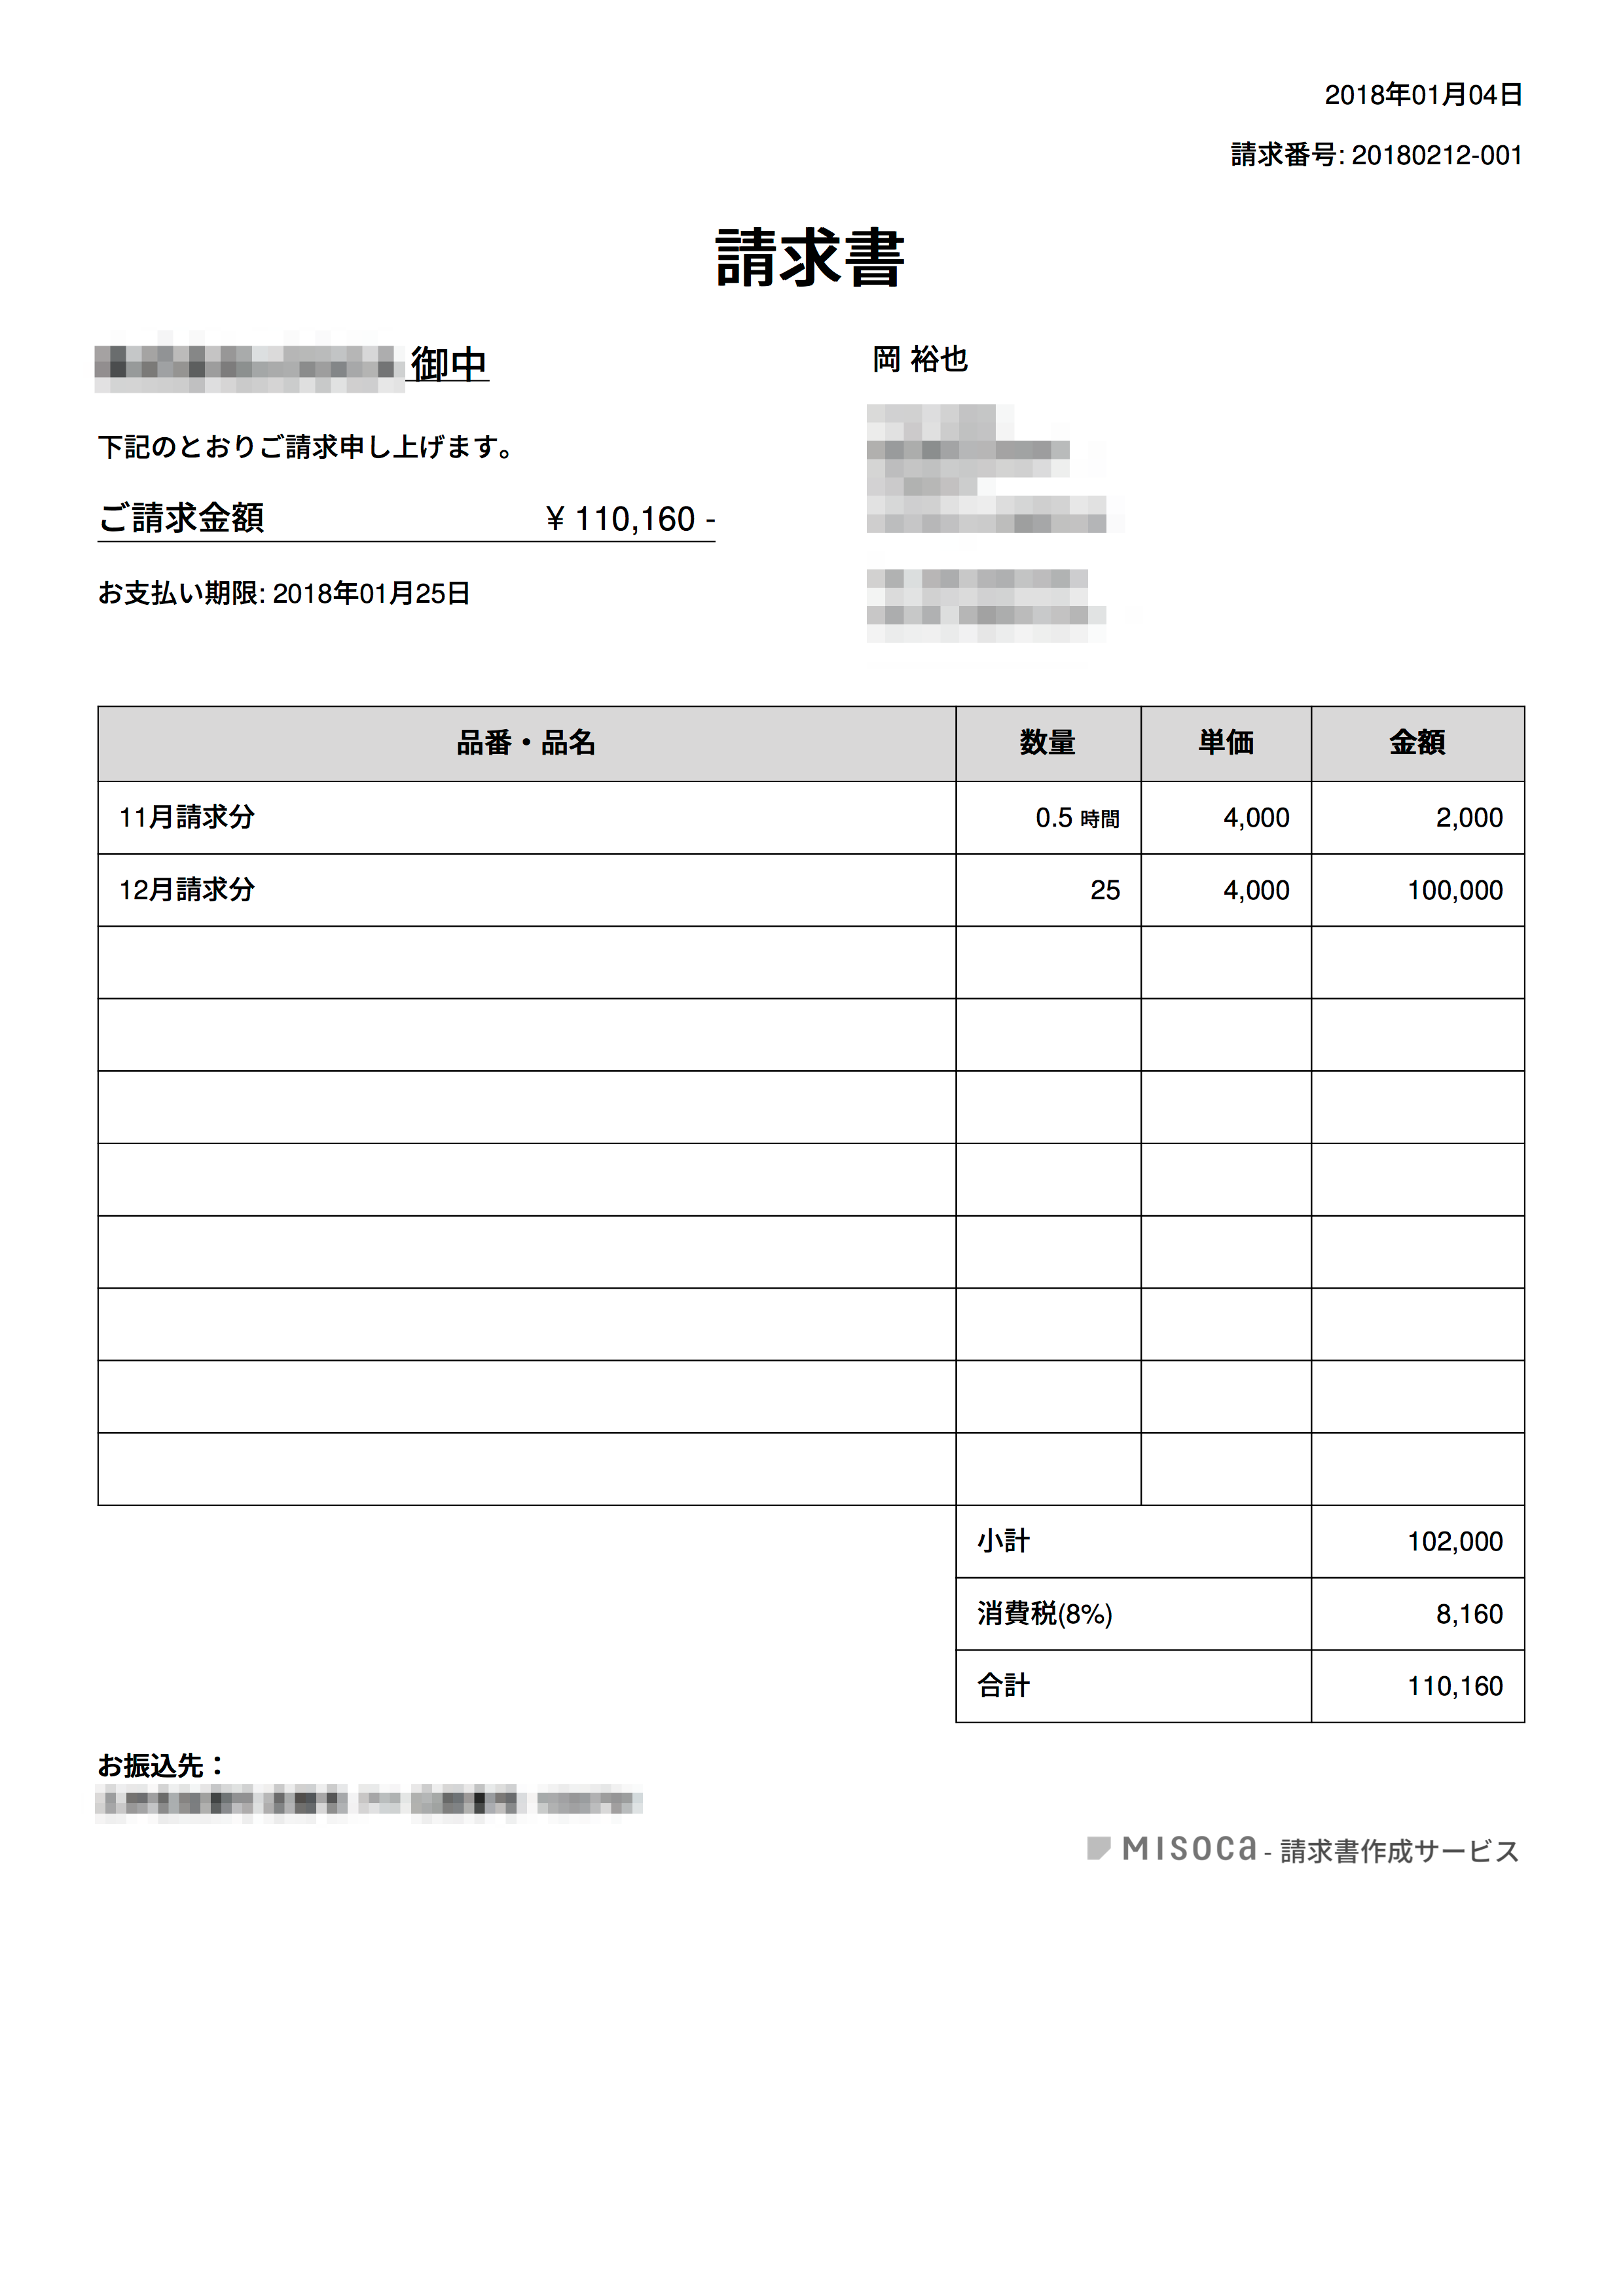 2018年01月04日
請求番号: 20180212-001
請求書
御中
岡 裕也
下記のとおりご請求申し上げます。
ご請求金額 ¥ 110,160 -
お支払い期限: 2018年01月25日
品番・品名 数量 単価 金額
11月請求分 0.5 時間 4,000 2,000
12月請求分 25 4,000 100,000
小計 102,000
消費税(8%) 8,160
合計 110,160
お振込先：
MISOCA - 請求書作成サービス